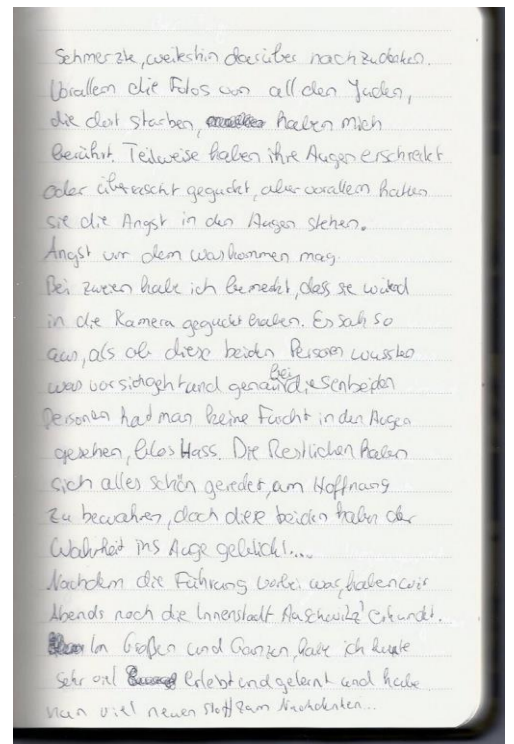 Schmerzte, weiterhin darüber nachzudenken.
Vorallem die Fotos von all den Juden,
die dort starben, haben mich
berührt. Teilweise haben ihre Augen erschreckt
oder überrascht geguckt, aber vorallem hatten
sie die Angst in den Augen stehen.
Angst vor dem was kommen mag.
Bei zweien habe ich bemerkt, dass sie wütend
in die Kamera geguckt haben. Es sah so
aus, als ob diese beiden Personen wussten
was vor sich geht und genau bei diesen beiden
Personen hat man keine Furcht in den Augen
gesehen, blos Hass. Die Restlichen haben
sich alles schön geredet, um Hoffnung
zu bewahren, doch diese beiden haben der
Wahrheit ins Auge geblickt....
Nachdem die Führung vorbei war, haben wir
Abends noch die Innenstadt Auschwitz' erkundet.
Im Großen und Ganzen, habe ich heute
sehr viel erlebt und gelernt und habe
nun viel neuen Stoff zum Nachdenken...